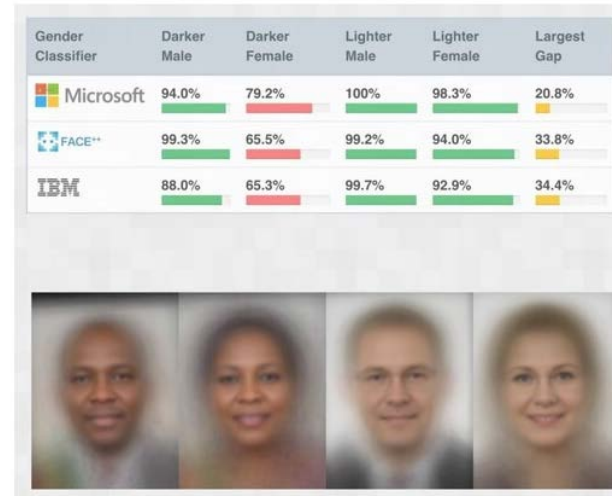 Gender Classifier Darker Male Darker Female Lighter Male Lighter Female Largest Gap
Microsoft 94.0% 79.2% 100% 98.3% 20.8%
FACE++ 99.3% 65.5% 99.2% 94.0% 33.8%
IBM 88.0% 65.3% 99.7% 92.9% 34.4%